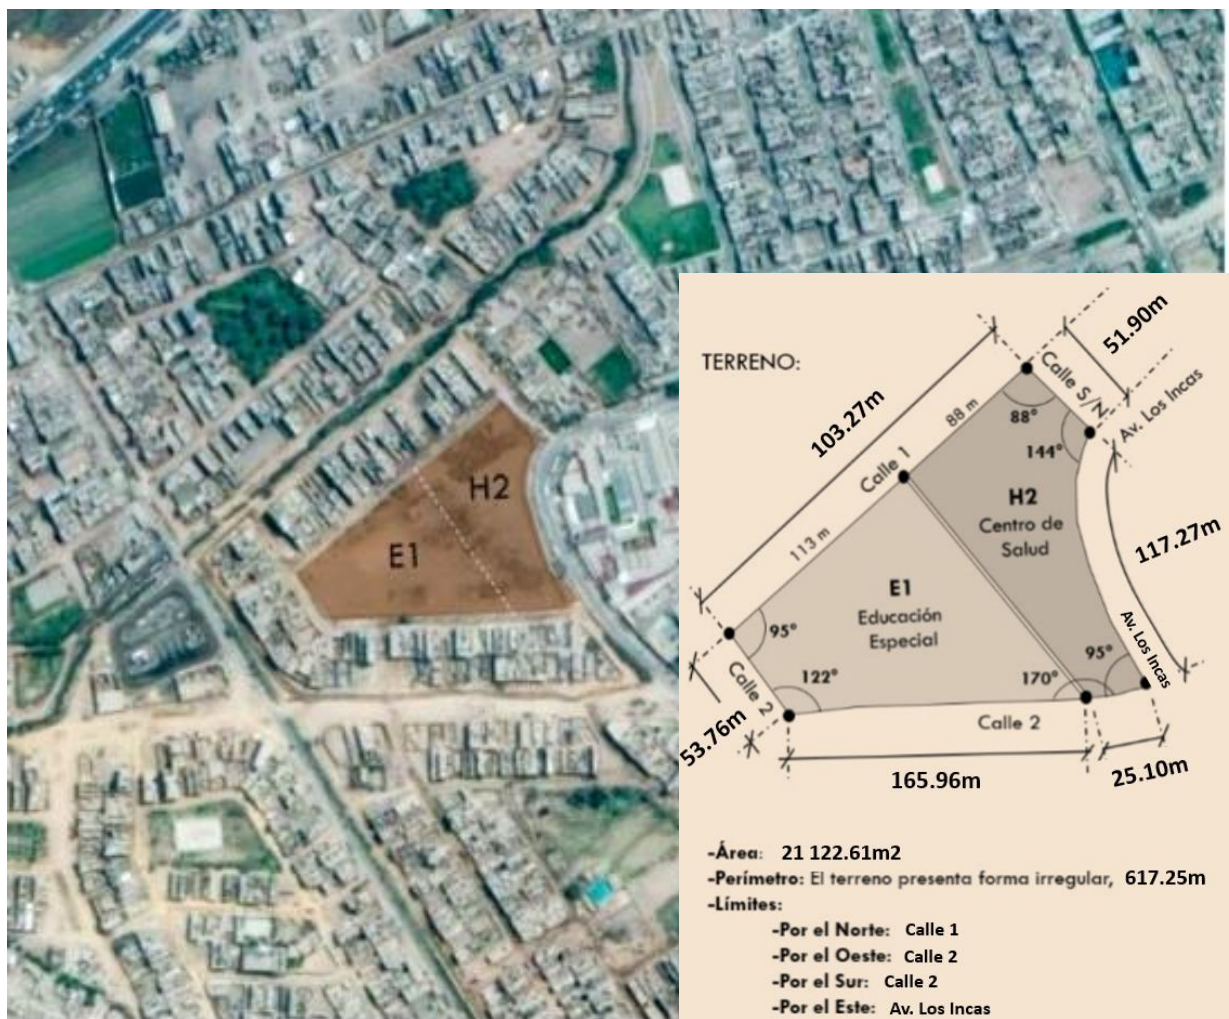 H2
E1
TERRENO:
51.90m
Calle S/N
Av. Los Incas
103.27m
88 m
88°
144°
Calle 1
H2
Centro de
Salud
117.27m
113 m
E1
Educación
Especial
95°
95°
Av. Los Incas
122°
170°
Calle 2
Calle 2
53.76m
165.96m
25.10m
-Área: 21 122.61m2
-Perímetro: El terreno presenta forma irregular, 617.25m
-Límites:
-Por el Norte: Calle 1
-Por el Oeste: Calle 2
-Por el Sur: Calle 2
-Por el Este: Av. Los Incas